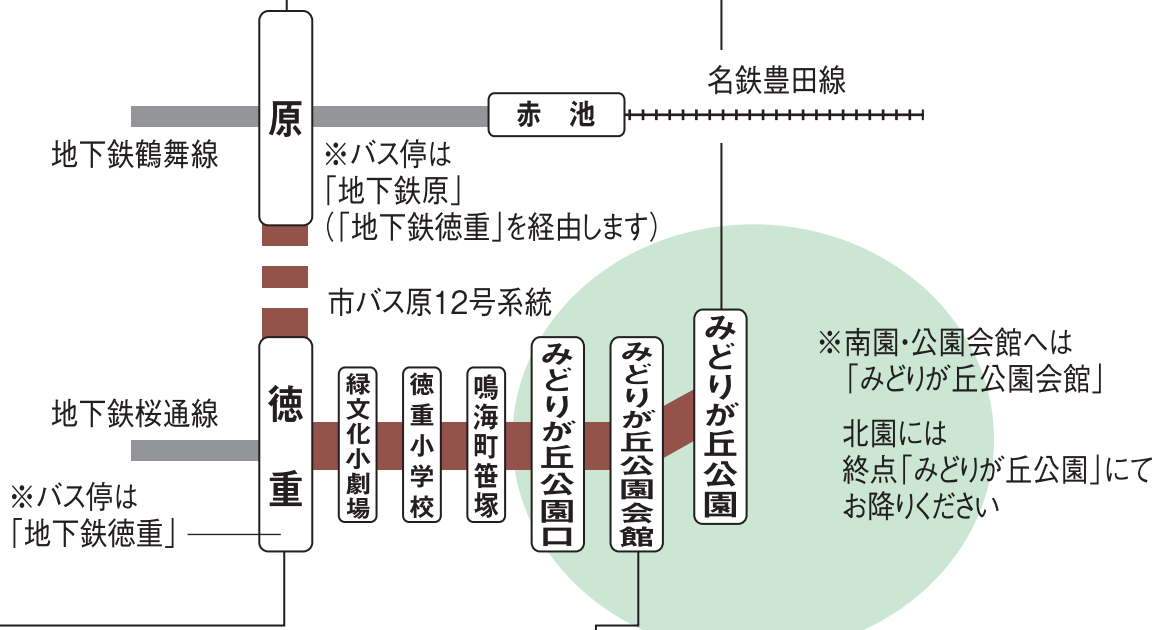 名鉄豊田線
原
赤 池
地下鉄鶴舞線
※バス停は
「地下鉄原」
(「地下鉄徳重」を経由します)
市バス原12号系統
地下鉄桜通線
徳 重
※バス停は
「地下鉄徳重」
緑文化小劇場
徳重小学校
鳴海町笹塚
みどりが丘公園口
みどりが丘公園会館
みどりが丘公園
※南園・公園会館へは
「みどりが丘公園会館」
北園には
終点「みどりが丘公園」にて
お降りください